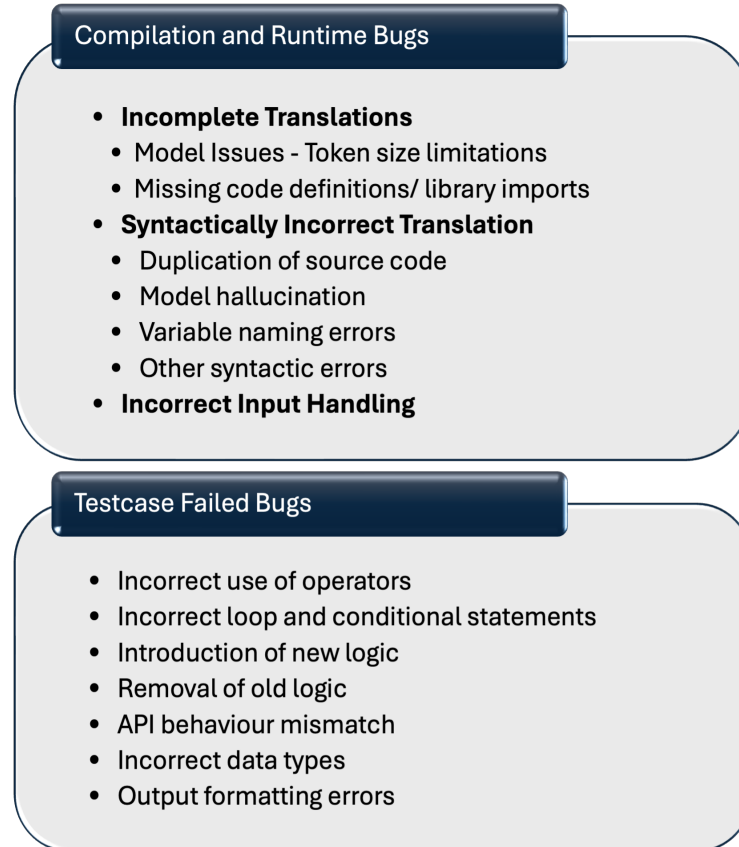 Compilation and Runtime Bugs
• Incomplete Translations
• Model Issues - Token size limitations
• Missing code definitions/ library imports
• Syntactically Incorrect Translation
• Duplication of source code
• Model hallucination
• Variable naming errors
• Other syntactic errors
• Incorrect Input Handling
Testcase Failed Bugs
• Incorrect use of operators
• Incorrect loop and conditional statements
• Introduction of new logic
• Removal of old logic
• API behaviour mismatch
• Incorrect data types
• Output formatting errors